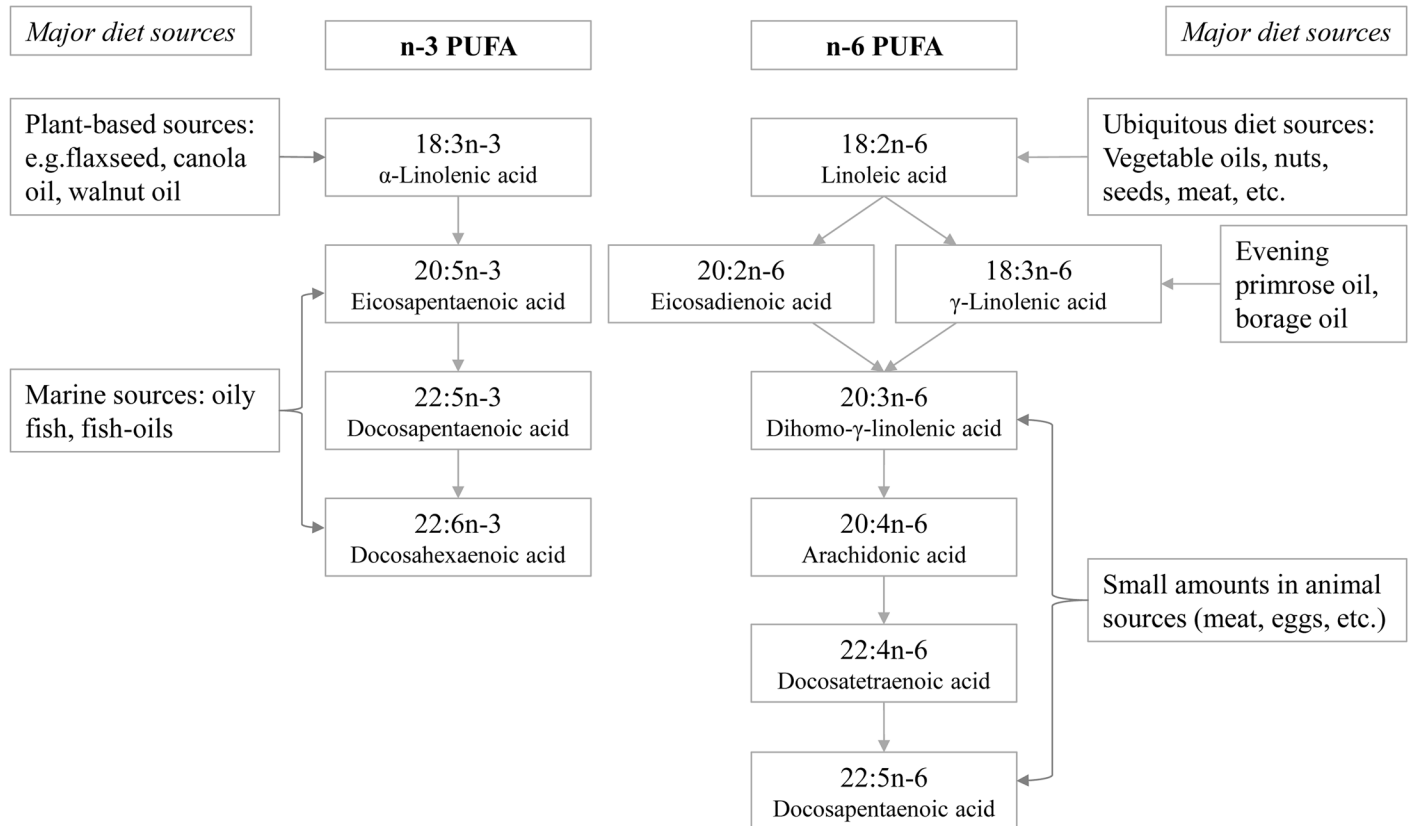 Major diet sources
n-3 PUFA
n-6 PUFA
Major diet sources
Plant-based sources:
e.g.flaxseed, canola
oil, walnut oil
18:3n-3
α-Linolenic acid
18:2n-6
Linoleic acid
Ubiquitous diet sources:
Vegetable oils, nuts,
seeds, meat, etc.
20:5n-3
Eicosapentaenoic acid
20:2n-6
Eicosadienoic acid
18:3n-6
γ-Linolenic acid
Evening
primrose oil,
borage oil
Marine sources: oily
fish, fish-oils
22:5n-3
Docosapentaenoic acid
20:3n-6
Dihomo-γ-linolenic acid
22:6n-3
Docosahexaenoic acid
20:4n-6
Arachidonic acid
Small amounts in animal
sources (meat, eggs, etc.)
22:4n-6
Docosatetraenoic acid
22:5n-6
Docosapentaenoic acid